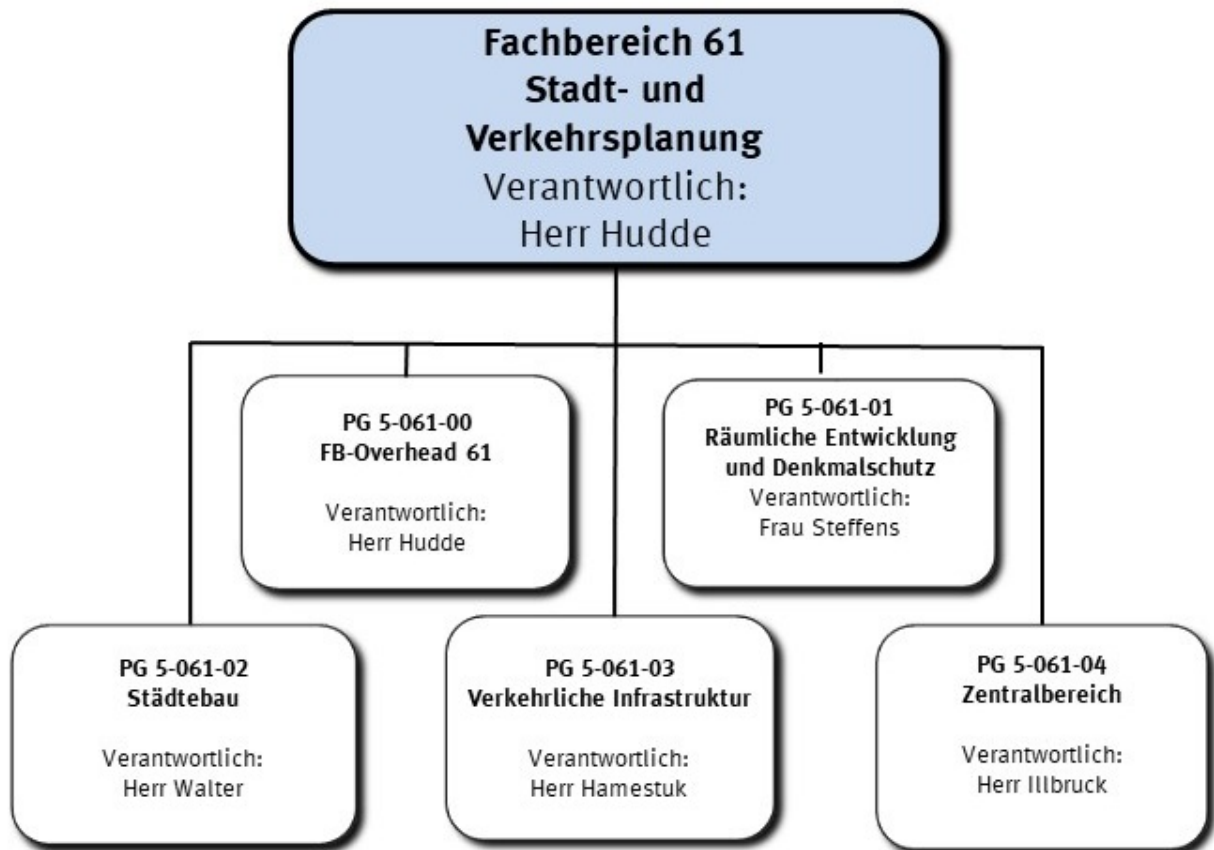 Fachbereich 61
Stadt- und
Verkehrsplanung
Verantwortlich:
Herr Hudde
PG 5-061-00
FB-Overhead 61
Verantwortlich:
Herr Hudde
PG 5-061-01
Räumliche Entwicklung
und Denkmalschutz
Verantwortlich:
Frau Steffens
PG 5-061-02
Städtebau
Verantwortlich:
Herr Walter
PG 5-061-03
Verkehrliche Infrastruktur
Verantwortlich:
Herr Hamestuk
PG 5-061-04
Zentralbereich
Verantwortlich:
Herr Illbruck